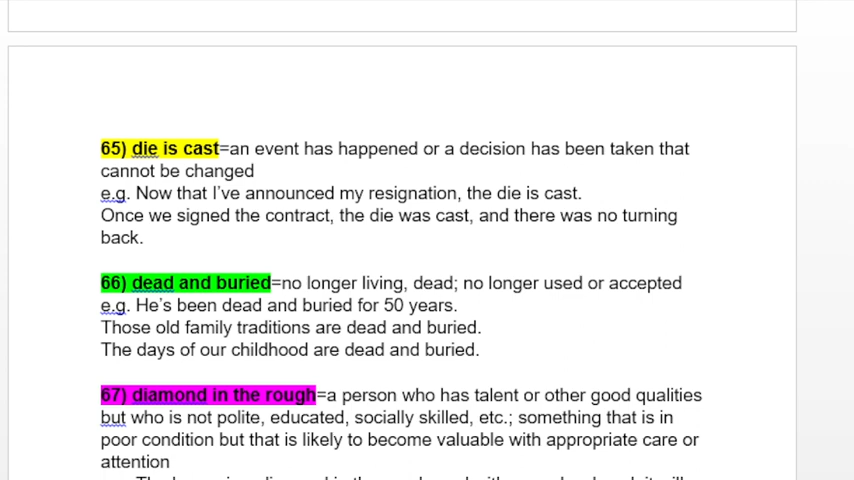 65) die is cast=an event has happened or a decision has been taken that
cannot be changed
e.g. Now that I've announced my resignation, the die is cast.
Once we signed the contract, the die was cast, and there was no turning
back.
66) dead and buried=no longer living, dead; no longer used or accepted
e.g. He's been dead and buried for 50 years.
Those old family traditions are dead and buried.
The days of our childhood are dead and buried.
67) diamond in the rough=a person who has talent or other good qualities
but who is not polite, educated, socially skilled, etc.; something that is in
poor condition but that is likely to become valuable with appropriate care or
attention